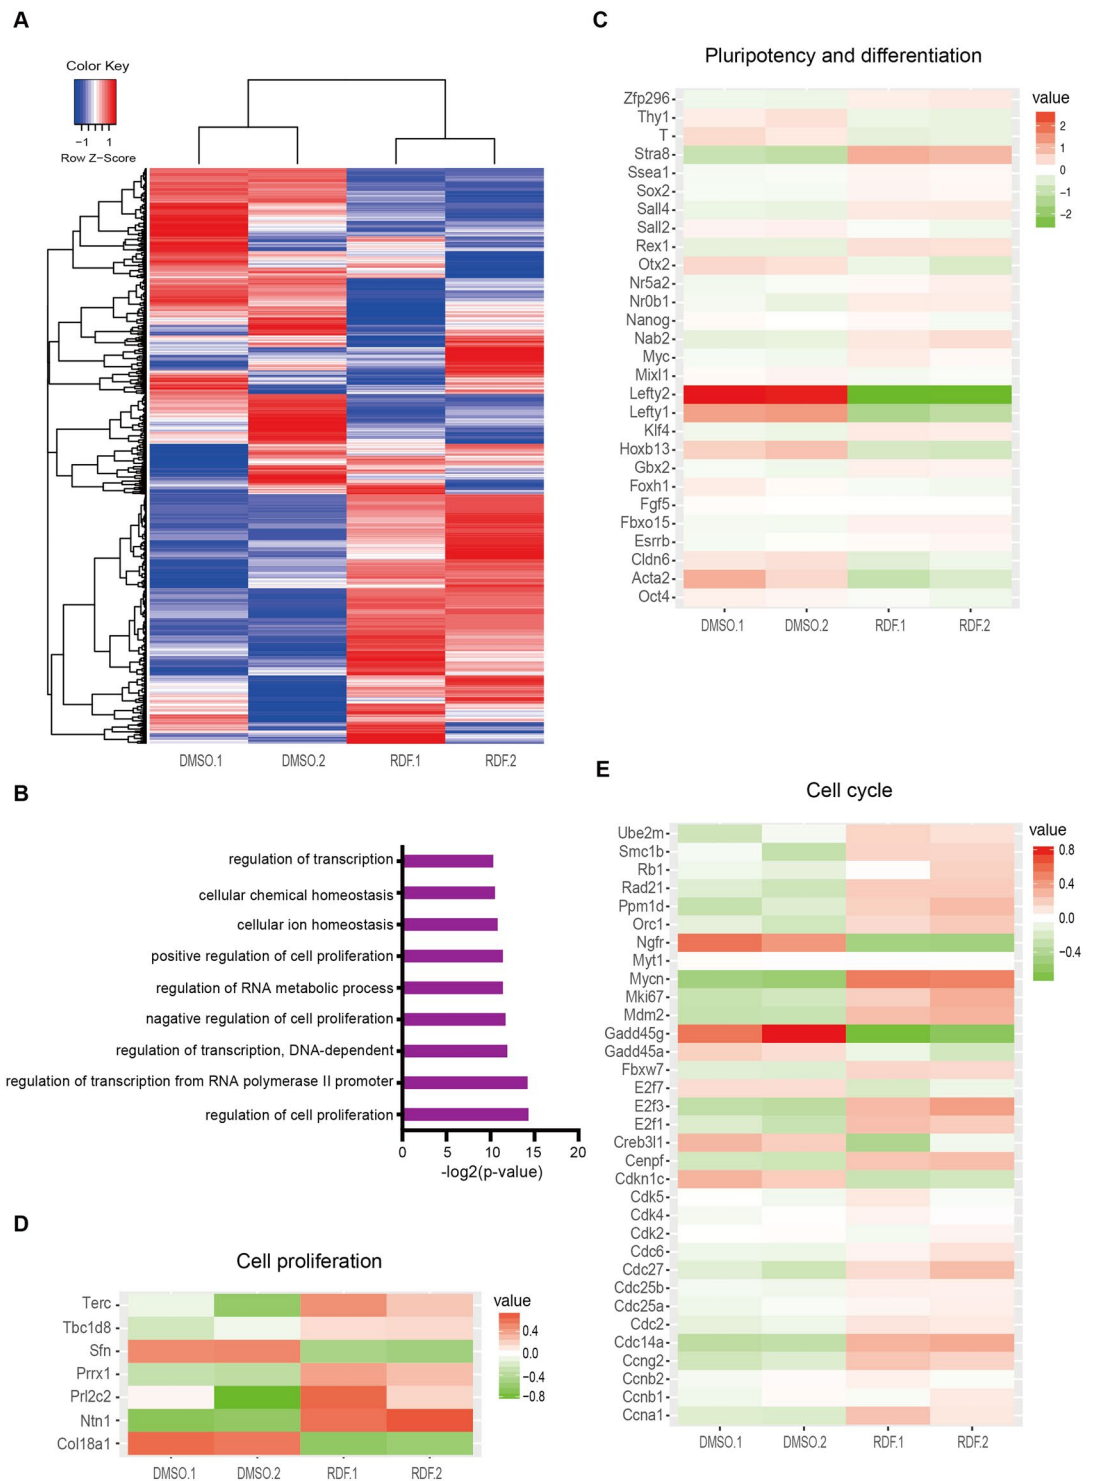 A
Color Key
−1 1
Row Z−Score
DMSO.1 DMSO.2 RDF.1 RDF.2
B
regulation of transcription
cellular chemical homeostasis
cellular ion homeostasis
positive regulation of cell proliferation
regulation of RNA metabolic process
nagative regulation of cell proliferation
regulation of transcription, DNA-dependent
regulation of transcription from RNA polymerase II promoter
regulation of cell proliferation
0 5 10 15 20
-log2(p-value)
C
Pluripotency and differentiation
Zfp296
Thy1
T
Stra8
Ssea1
Sox2
Sall4
Sall2
Rex1
Otx2
Nr5a2
Nr0b1
Nanog
Nab2
Myc
Mixl1
Lefty2
Lefty1
Klf4
Hoxb13
Gbx2
Foxh1
Fgf5
Fbxo15
Esrrb
Cldn6
Acta2
Oct4
DMSO.1 DMSO.2 RDF.1 RDF.2
value
2
1
0
−1
−2
D
Cell proliferation
Terc
Tbc1d8
Sfn
Prrx1
Prl2c2
Ntn1
Col18a1
DMSO.1 DMSO.2 RDF.1 RDF.2
value
0.4
0.0
−0.4
−0.8
E
Cell cycle
Ube2m
Smc1b
Rb1
Rad21
Ppm1d
Orc1
Ngfr
Myt1
Mycn
Mki67
Mdm2
Gadd45g
Gadd45a
Fbxw7
E2f7
E2f3
E2f1
Creb3l1
Cenpf
Cdkn1c
Cdk5
Cdk4
Cdk2
Cdc6
Cdc27
Cdc25b
Cdc25a
Cdc2
Cdc14a
Ccng2
Ccnb2
Ccnb1
Ccna1
DMSO.1 DMSO.2 RDF.1 RDF.2
value
0.8
0.4
0.0
−0.4